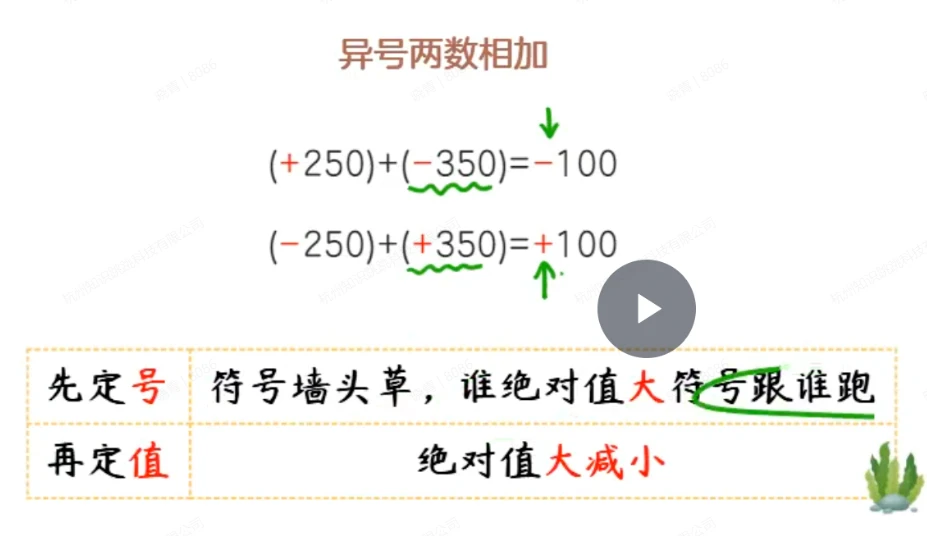 异号两数相加
(+250)+(-350)=-100
(-250)+(+350)=+100
先定号 符号墙头草，谁绝对值大符号跟谁跑
再定值 绝对值大减小